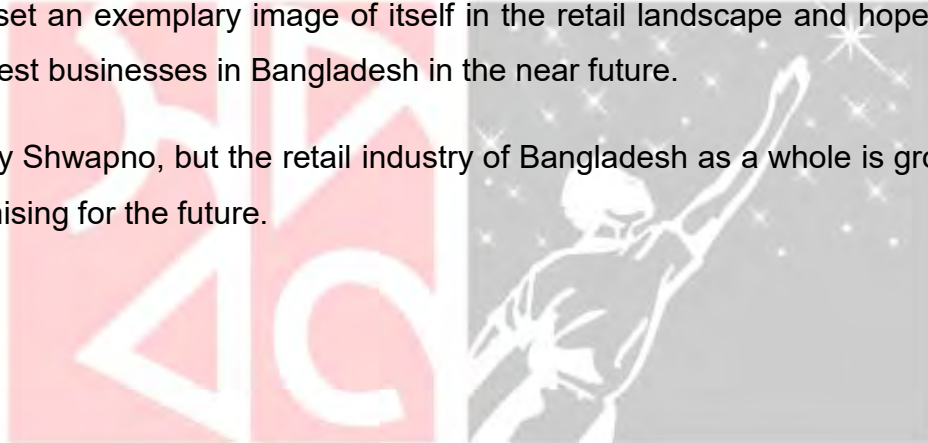 set an exemplary image of itself in the retail landscape and hope
est businesses in Bangladesh in the near future.
y Shwapno, but the retail industry of Bangladesh as a whole is gro
ising for the future.